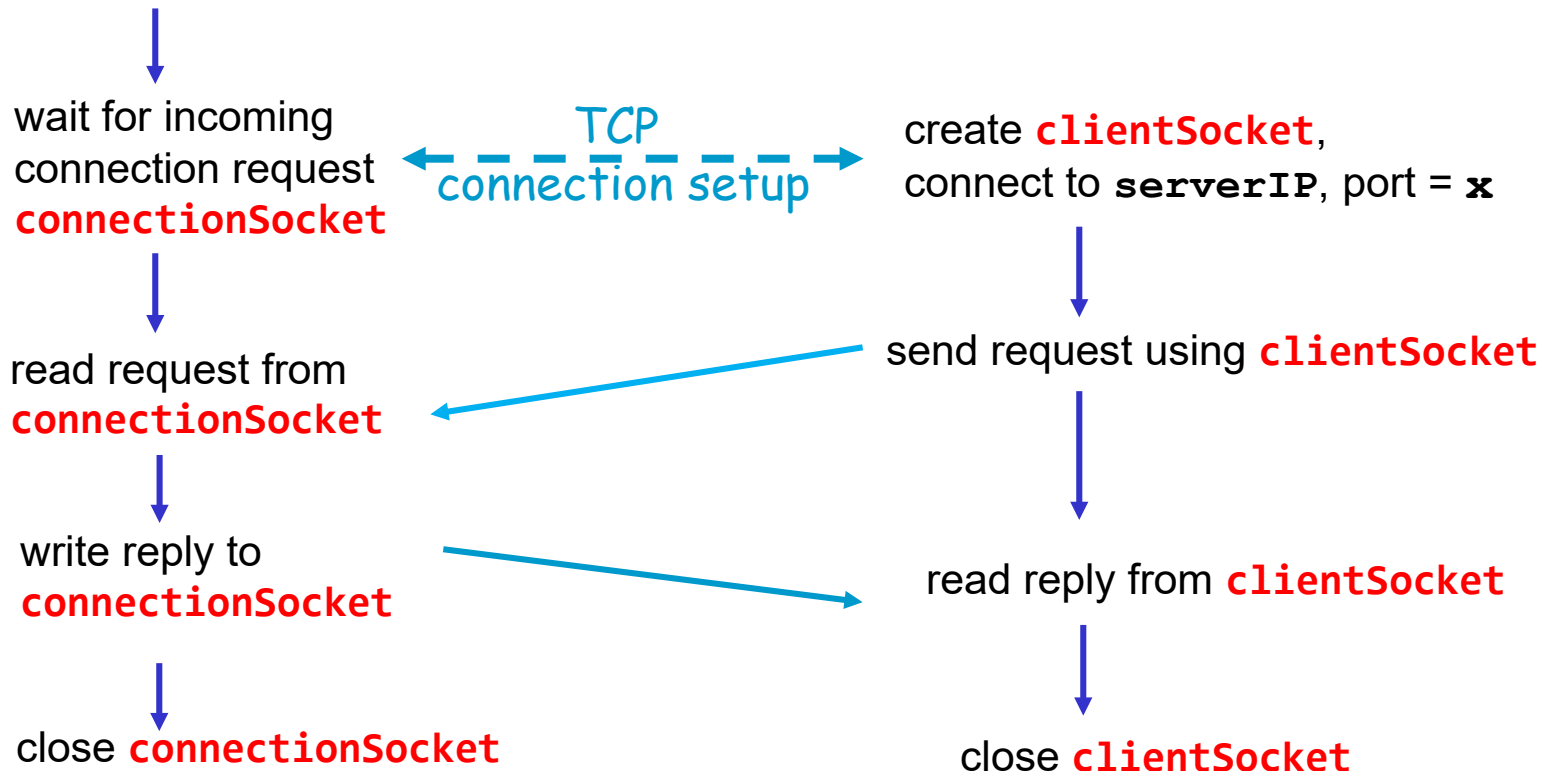 wait for incoming
connection request
connectionSocket
TCP
connection setup
create clientSocket,
connect to serverIP, port = x
read request from
connectionSocket
send request using clientSocket
write reply to
connectionSocket
read reply from clientSocket
close connectionSocket
close clientSocket